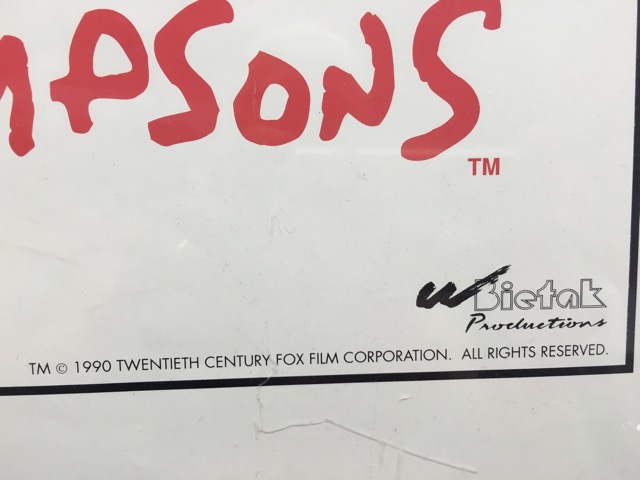 MPSONS
TM
W Bietak
Productions
TM © 1990 TWENTIETH CENTURY FOX FILM CORPORATION. ALL RIGHTS RESERVED.